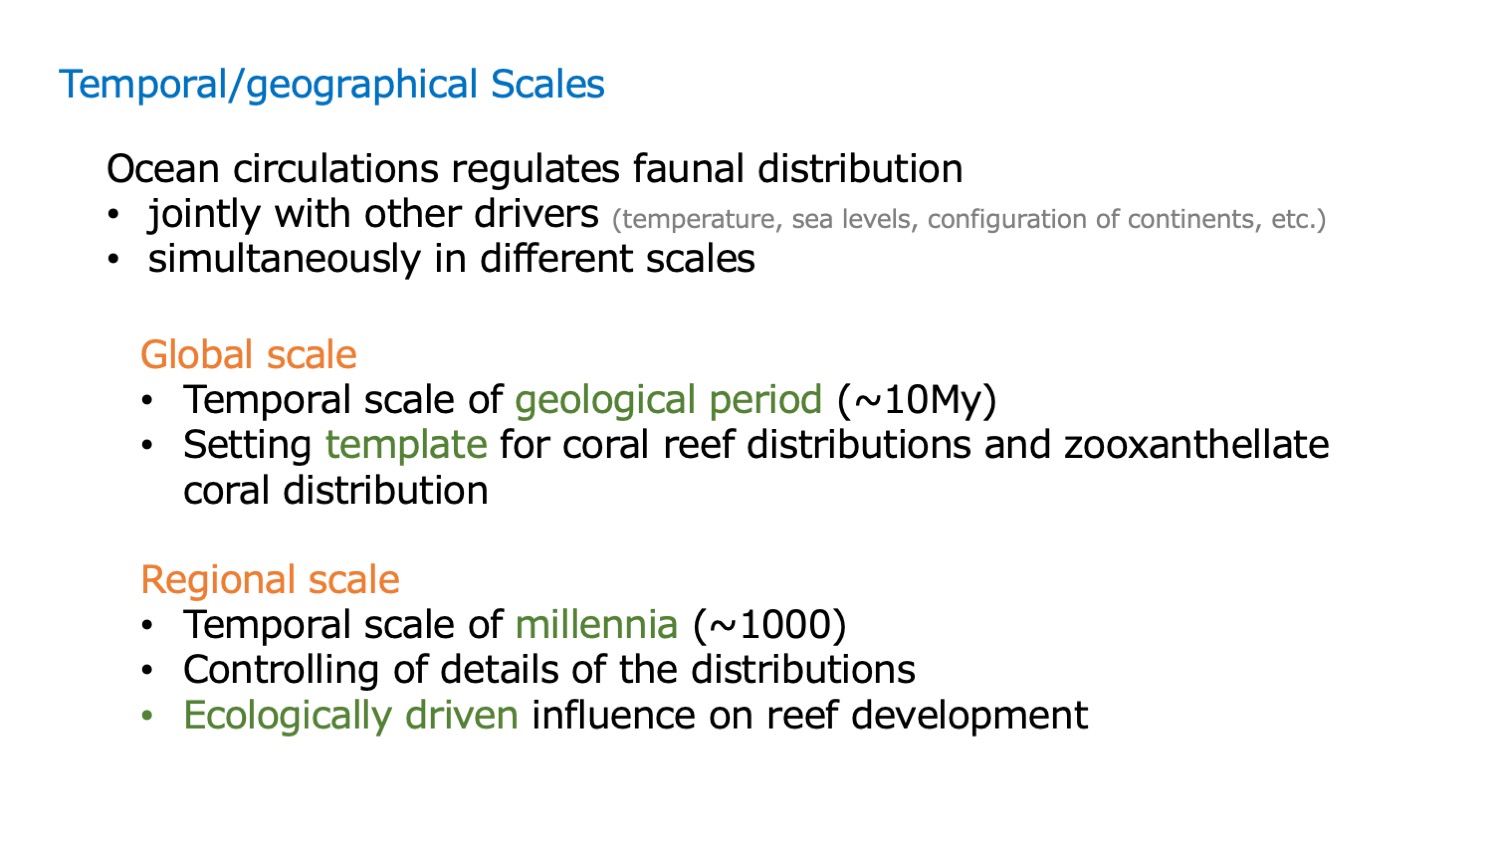 Temporal/geographical Scales
Ocean circulations regulates faunal distribution
• jointly with other drivers (temperature, sea levels, configuration of continents, etc.)
• simultaneously in different scales
Global scale
• Temporal scale of geological period (~10My)
• Setting template for coral reef distributions and zooxanthellate
coral distribution
Regional scale
• Temporal scale of millennia (~1000)
• Controlling of details of the distributions
• Ecologically driven influence on reef development